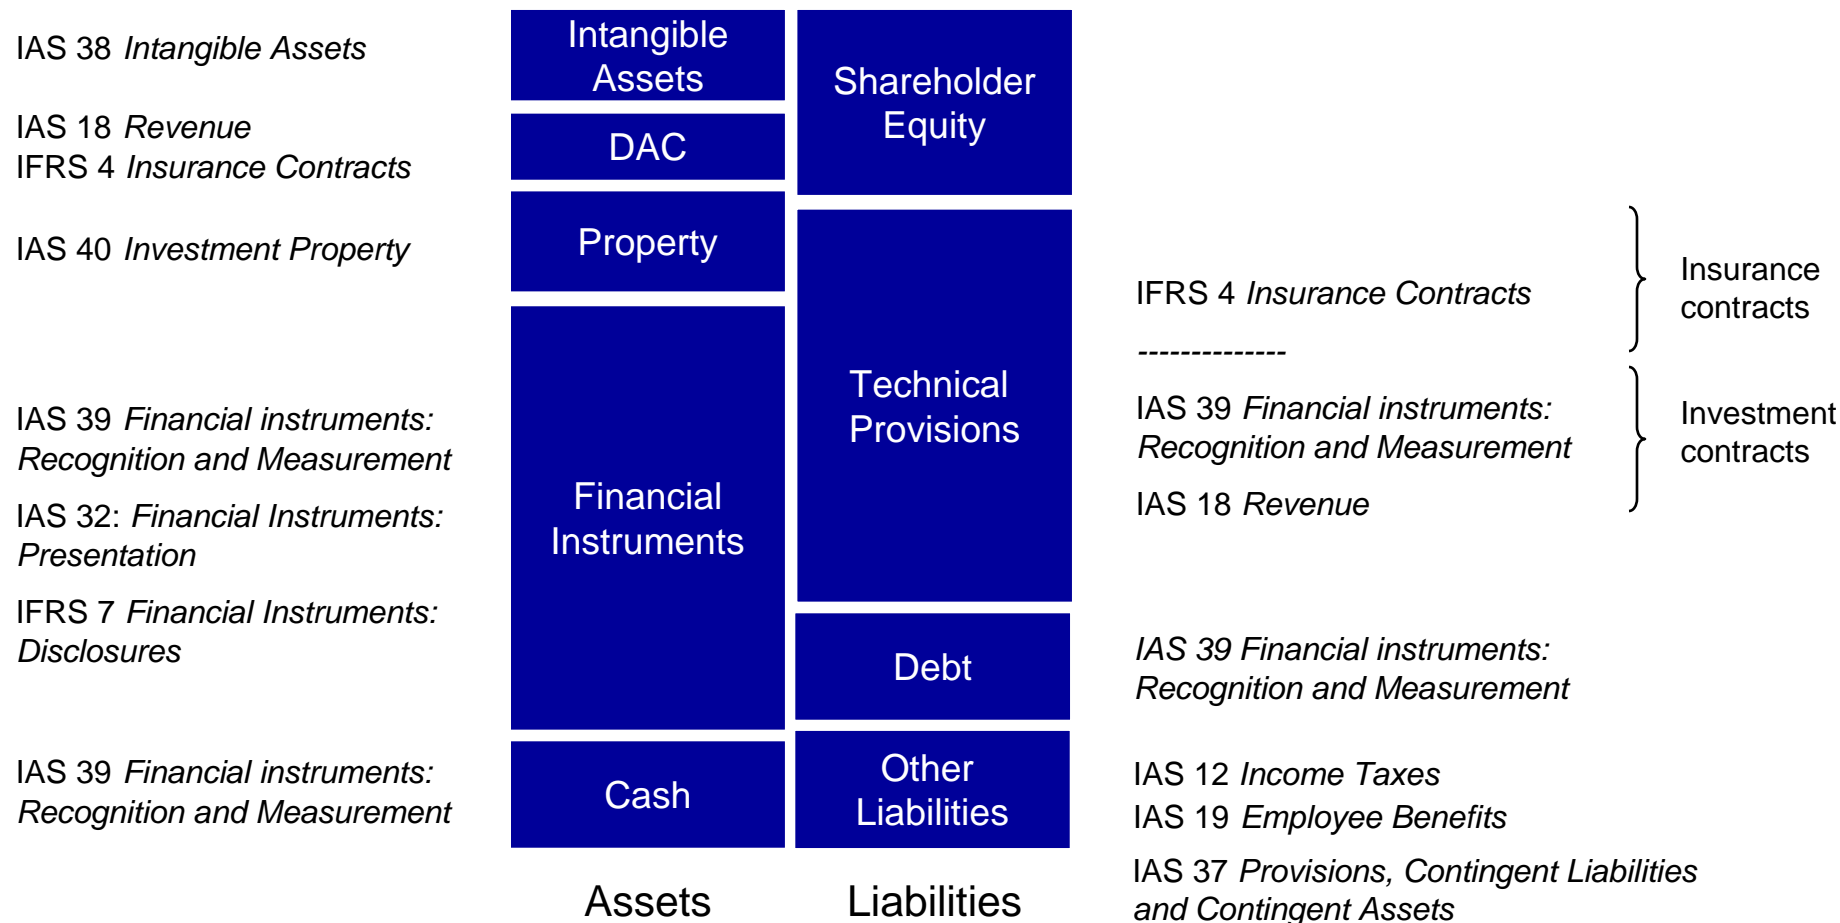 IAS 38 Intangible Assets
IAS 18 Revenue
IFRS 4 Insurance Contracts
IAS 40 Investment Property
IAS 39 Financial instruments:
Recognition and Measurement
IAS 32: Financial Instruments:
Presentation
IFRS 7 Financial Instruments:
Disclosures
IAS 39 Financial instruments:
Recognition and Measurement
Intangible
Assets
DAC
Property
Financial
Instruments
Cash
Assets
Shareholder
Equity
Technical
Provisions
Debt
Other
Liabilities
Liabilities
IFRS 4 Insurance Contracts
--------------
IAS 39 Financial instruments:
Recognition and Measurement
IAS 18 Revenue
Insurance
contracts
Investment
contracts
IAS 39 Financial instruments:
Recognition and Measurement
IAS 12 Income Taxes
IAS 19 Employee Benefits
IAS 37 Provisions, Contingent Liabilities
and Contingent Assets